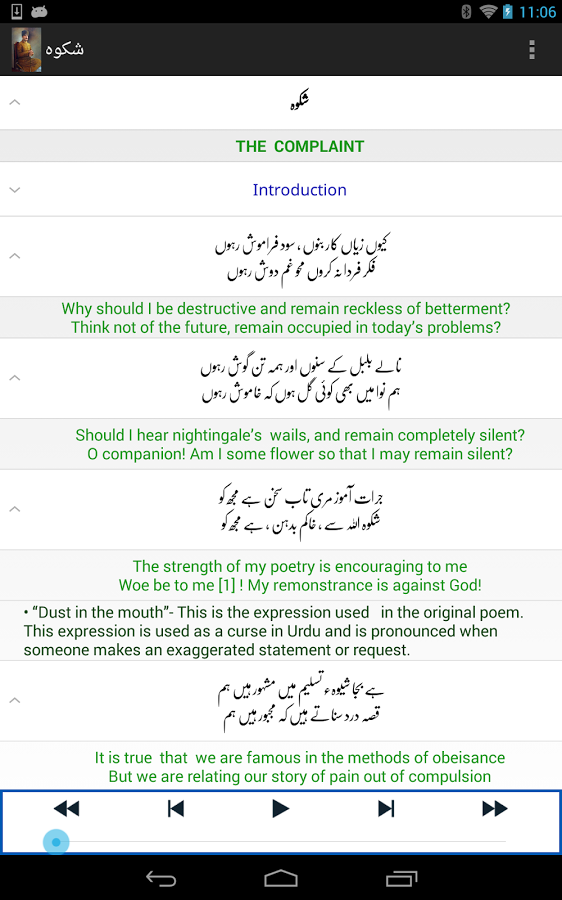 11:06
شکوہ
شکوہ
THE COMPLAINT
Introduction
کیوں زیاں کار بنوں ، سود فراموش رہوں
فکر فردا نہ کروں محو غم دوش رہوں
Why should I be destructive and remain reckless of betterment?
Think not of the future, remain occupied in today’s problems?
نالے بلبل کے سنوں اور ہمہ تن گوش رہوں
ہم نوا میں بھی کوئی گل ہوں کہ خاموش رہوں
Should I hear nightingale’s wails, and remain completely silent?
O companion! Am I some flower so that I may remain silent?
جرات آموز مری تاب سخن ہے مجھ کو
شکوہ اللہ سے ، خاکم بدہن ، ہے مجھ کو
The strength of my poetry is encouraging to me
Woe be to me [1] ! My remonstrance is against God!
• “Dust in the mouth”- This is the expression used in the original poem.
This expression is used as a curse in Urdu and is pronounced when
someone makes an exaggerated statement or request.
ہے بجا شیوہء تسلیم میں مشہور ہیں ہم
قصہ درد سناتے ہیں کہ مجبور ہیں ہم
It is true that we are famous in the methods of obeisance
But we are relating our story of pain out of compulsion